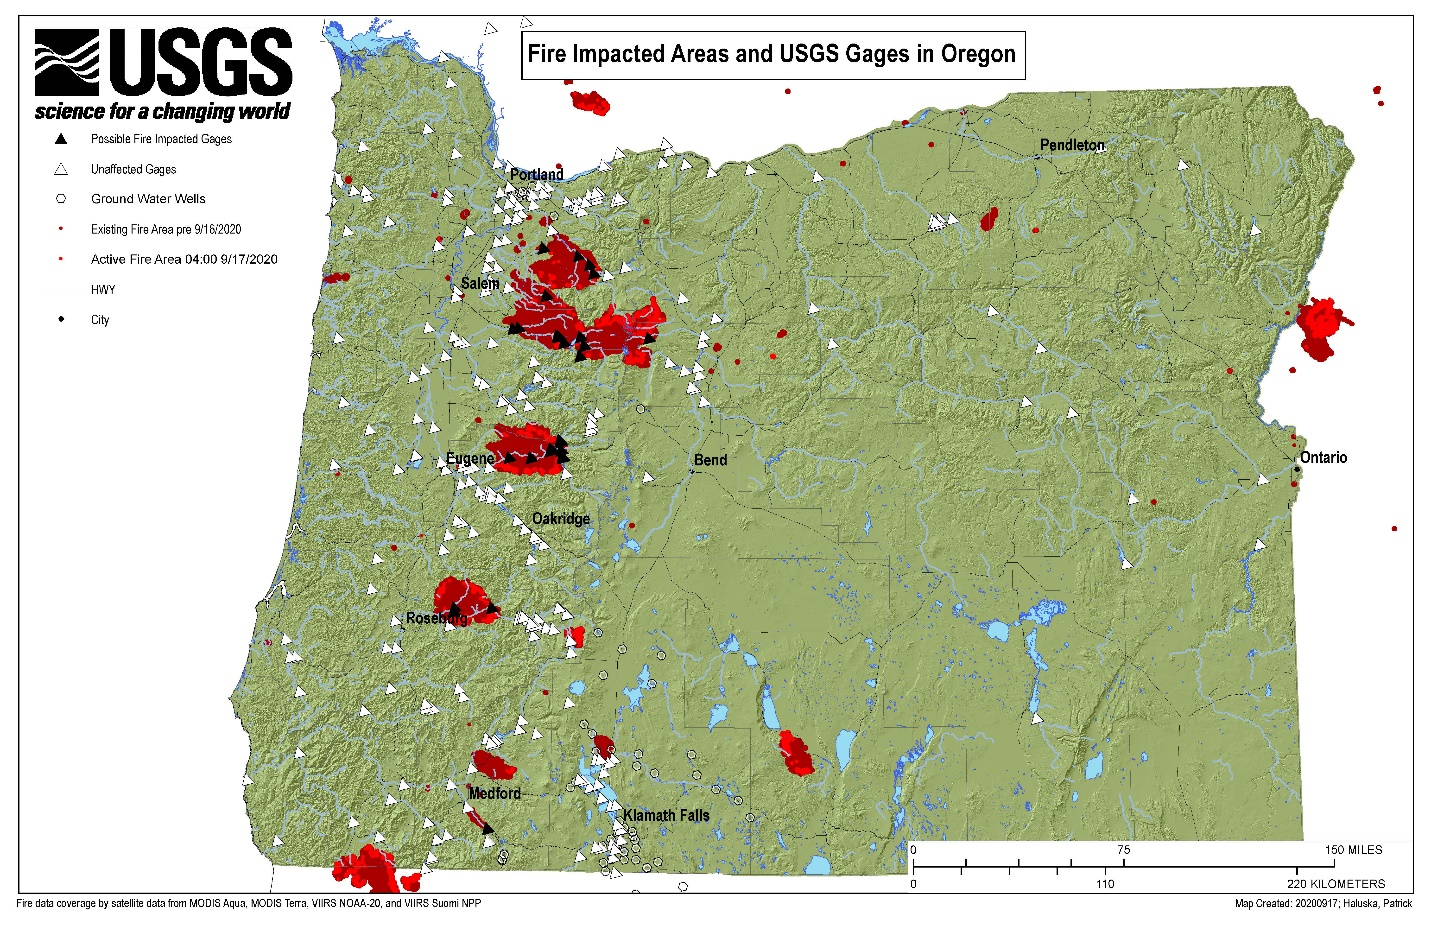 USGS
science for a changing world
Fire Impacted Areas and USGS Gages in Oregon
Possible Fire Impacted Gages
Unaffected Gages
Ground Water Wells
Existing Fire Area pre 9/16/2020
Active Fire Area 04:00 9/17/2020
HWY
City
Pendleton
Portland
Salem
Eugene
Bend
Ontario
Oakridge
Roseburg
Medford
Klamath Falls
0 75 150 MILES
0 110 220 KILOMETERS
Fire data coverage by satellite data from MODIS Aqua, MODIS Terra, VIIRS NOAA-20, and VIIRS Suomi NPP
Map Created: 20200917; Haluska, Patrick